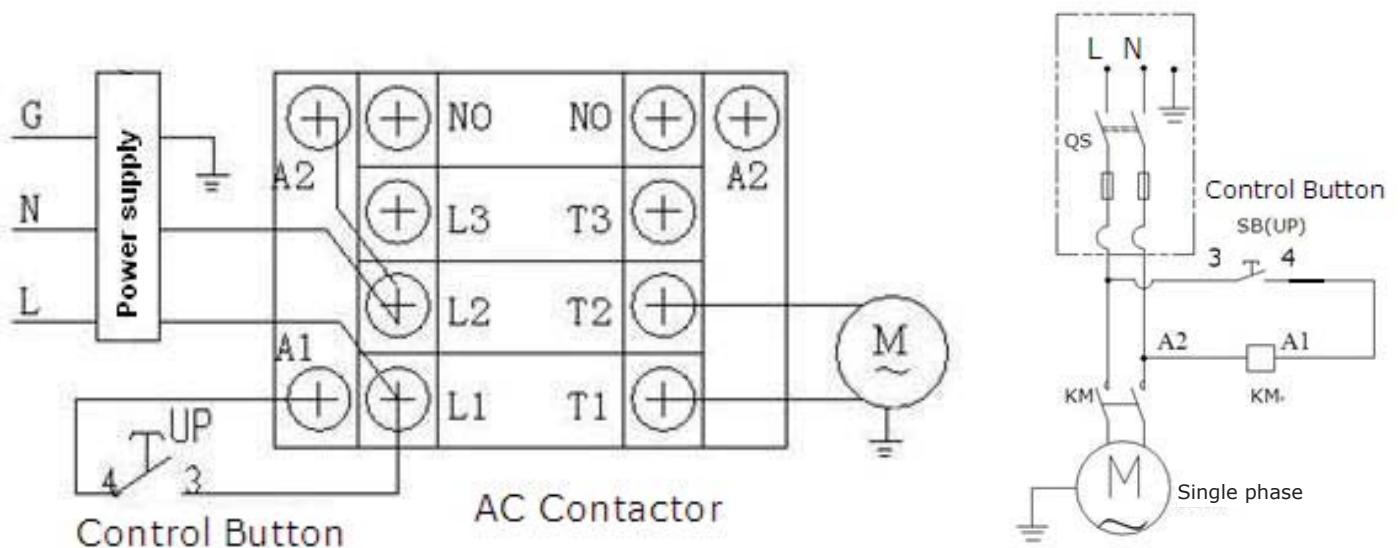 G
N
L
Power supply
A2
NO
NO
A2
L3
T3
L2
T2
A1
L1
T1
M
UP
4
3
Control Button
AC Contactor
L N
QS
Control Button
SB(UP)
3 4
A2
A1
KM
KM
M
Single phase